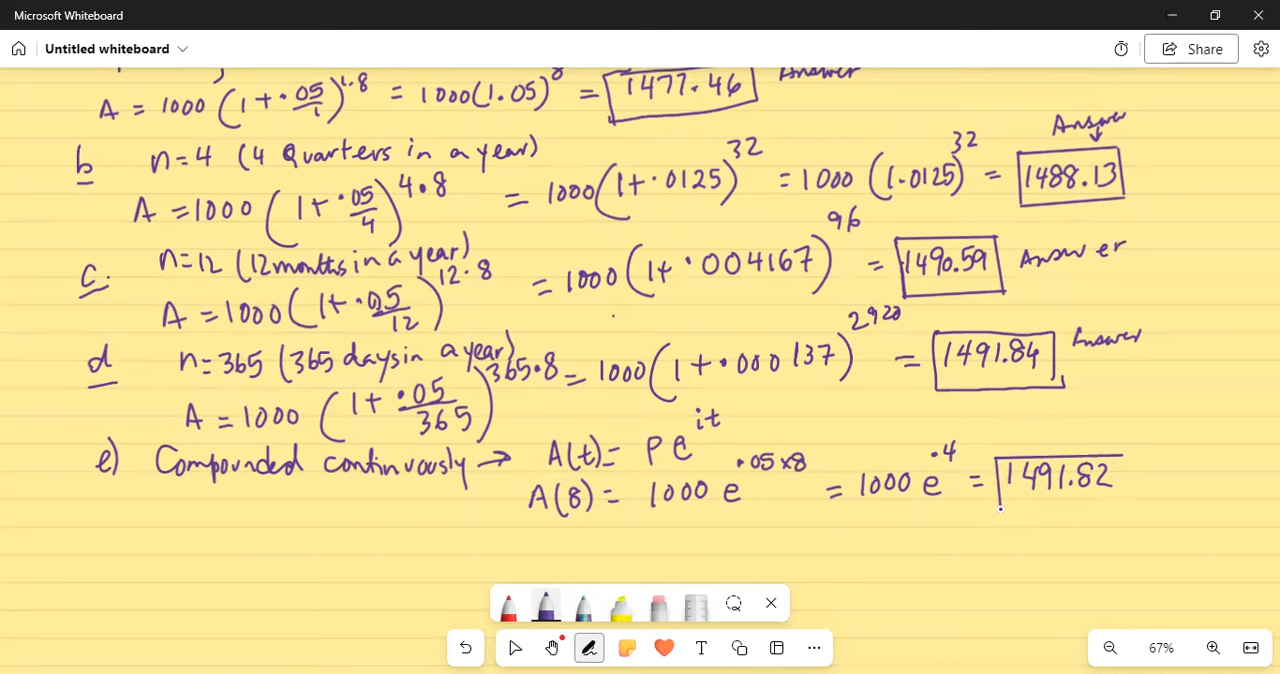 Microsoft Whiteboard
Untitled whiteboard
Share
A = 1000 (1 + .05/1)^1.8 = 1000(1.05)^8 = 1477.46 Answer
b n=4 (4 Quarters in a year)
A = 1000 (1 + .05/4)^4.8 = 1000(1+.0125)^32 = 1000 (1.0125)^32 = 1488.13 Answer
c. n=12 (12 months in a year)
A = 1000 (1 + .05/12)^12.8 = 1000 (1+.004167)^96 = 1490.59 Answer
d n=365 (365 days in a year)
A = 1000 (1 + .05/365)^365.8 = 1000 (1+.000137)^2920 = 1491.84 Answer
e) Compounded continuously → A(t) = Pe^it
A(8) = 1000 e^.05x8 = 1000 e^.4 = 1491.82
67%